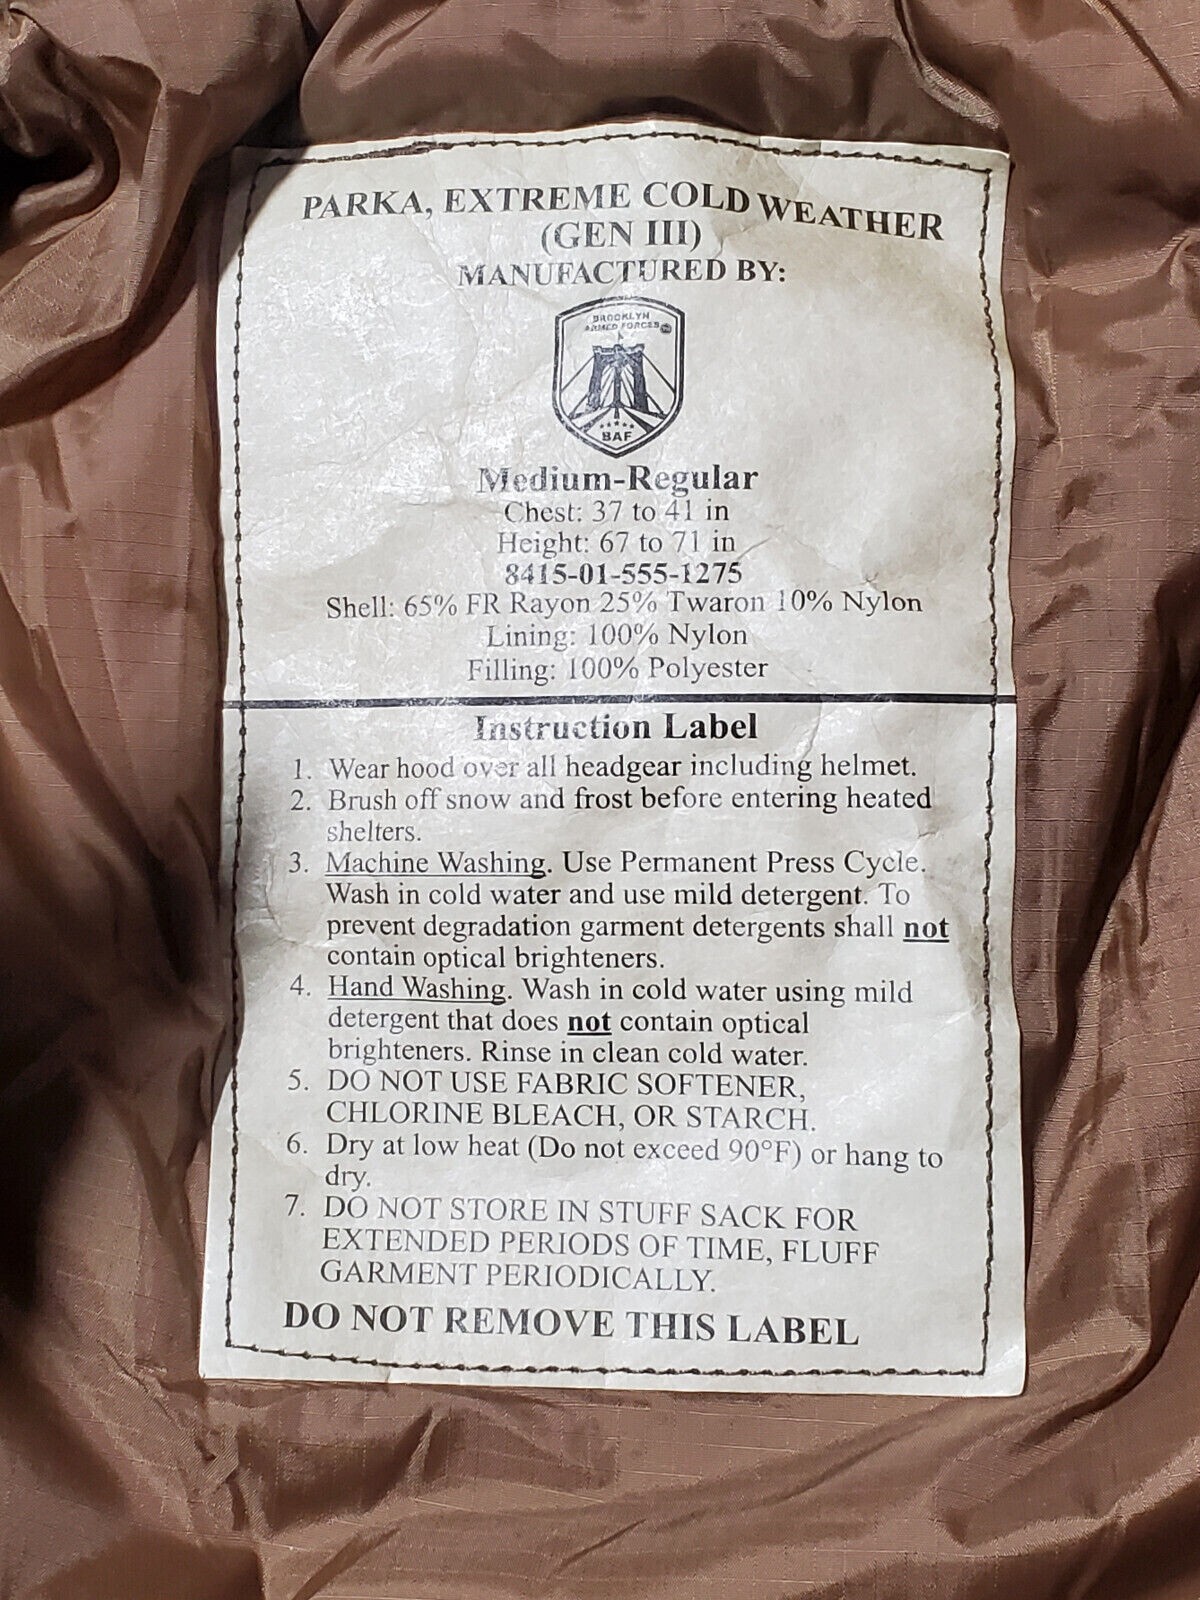 PARKA, EXTREME COLD WEATHER
(GEN III)
MANUFACTURED BY:
BROOKLYN
ARMED FORCES
BAF
Medium-Regular
Chest: 37 to 41 in
Height: 67 to 71 in
8415-01-555-1275
Shell: 65% FR Rayon 25% Twaron 10% Nylon
Lining: 100% Nylon
Filling: 100% Polyester
Instruction Label
1. Wear hood over all headgear including helmet.
2. Brush off snow and frost before entering heated
shelters.
3. Machine Washing. Use Permanent Press Cycle.
Wash in cold water and use mild detergent. To
prevent degradation garment detergents shall not
contain optical brighteners.
4. Hand Washing. Wash in cold water using mild
detergent that does not contain optical
brighteners. Rinse in clean cold water.
5. DO NOT USE FABRIC SOFTENER,
CHLORINE BLEACH, OR STARCH.
6. Dry at low heat (Do not exceed 90°F) or hang to
dry.
7. DO NOT STORE IN STUFF SACK FOR
EXTENDED PERIODS OF TIME, FLUFF
GARMENT PERIODICALLY.
DO NOT REMOVE THIS LABEL